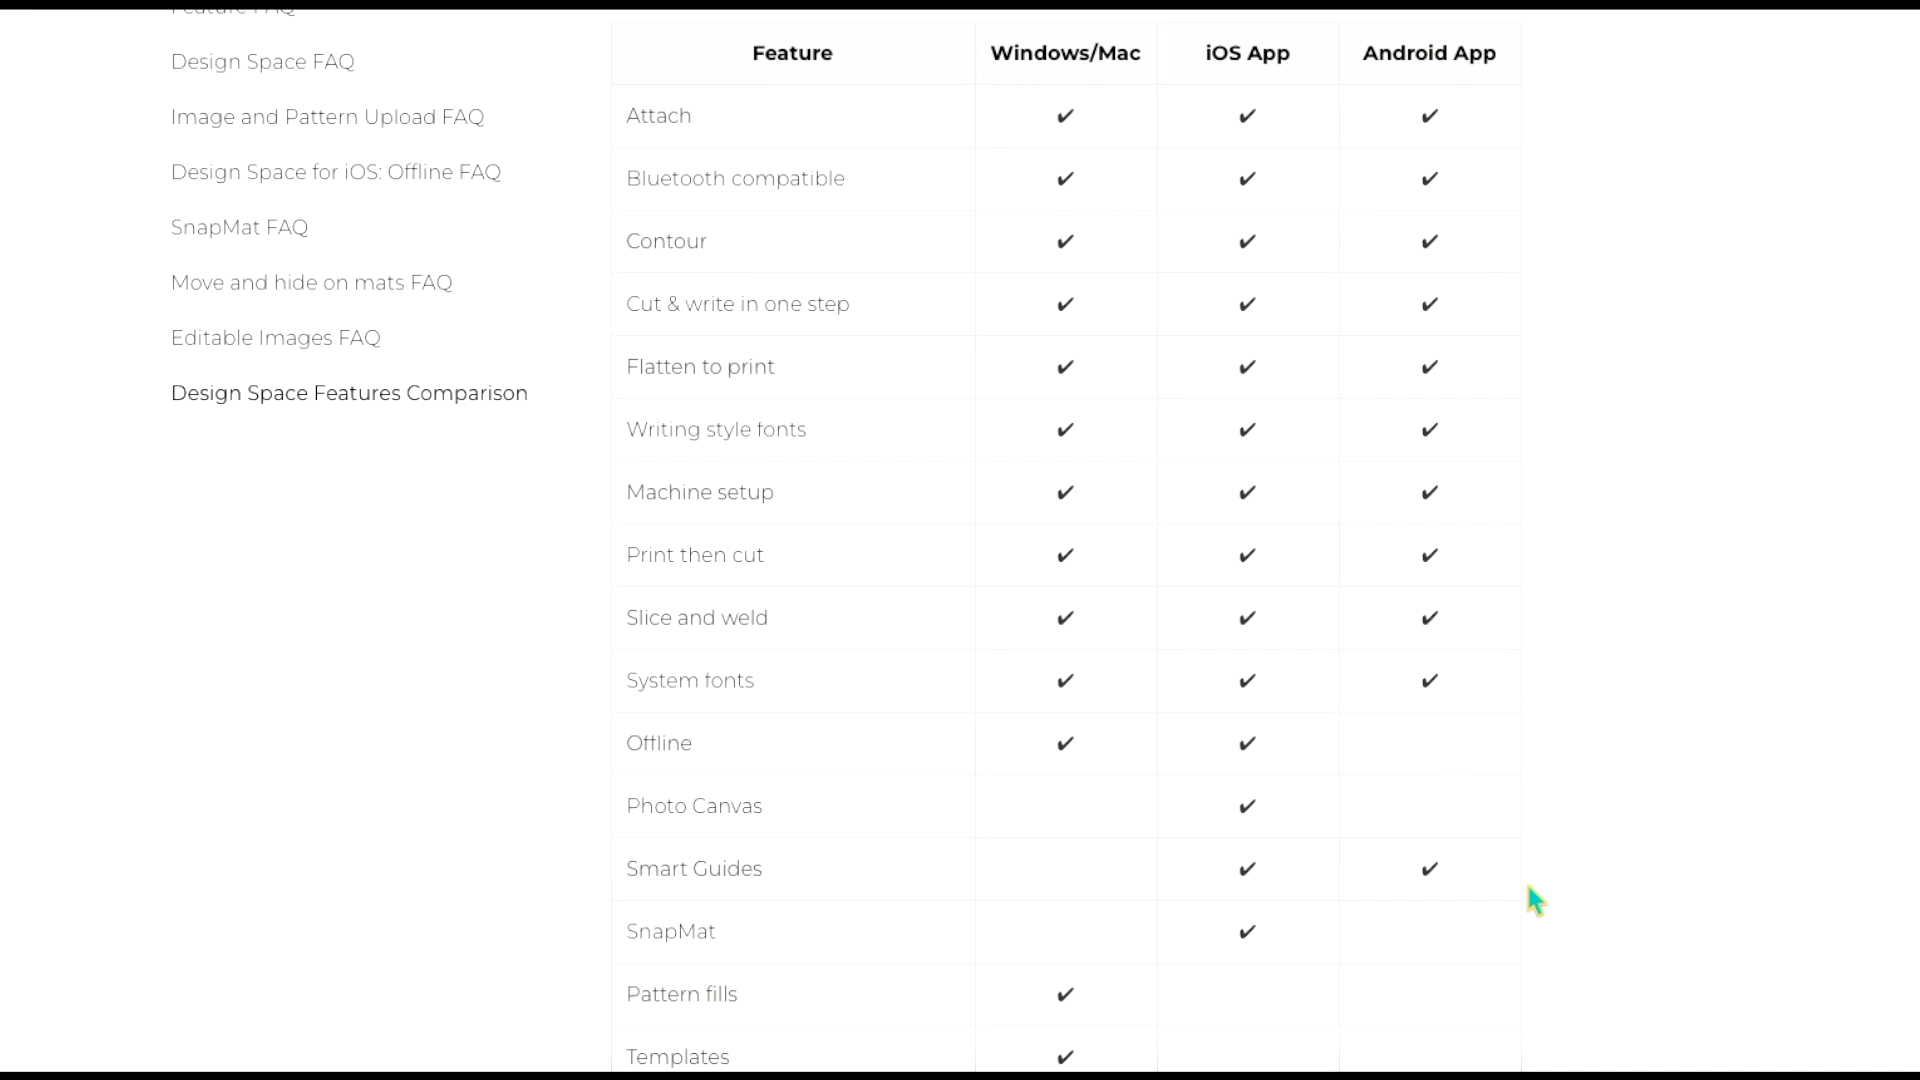 Feature FAQ
Design Space FAQ
Image and Pattern Upload FAQ
Design Space for iOS: Offline FAQ
SnapMat FAQ
Move and hide on mats FAQ
Editable Images FAQ
Design Space Features Comparison
Feature Windows/Mac iOS App Android App
Attach ✔ ✔ ✔
Bluetooth compatible ✔ ✔ ✔
Contour ✔ ✔ ✔
Cut & write in one step ✔ ✔ ✔
Flatten to print ✔ ✔ ✔
Writing style fonts ✔ ✔ ✔
Machine setup ✔ ✔ ✔
Print then cut ✔ ✔ ✔
Slice and weld ✔ ✔ ✔
System fonts ✔ ✔ ✔
Offline ✔ ✔
Photo Canvas ✔
Smart Guides ✔ ✔
SnapMat ✔
Pattern fills ✔
Templates ✔